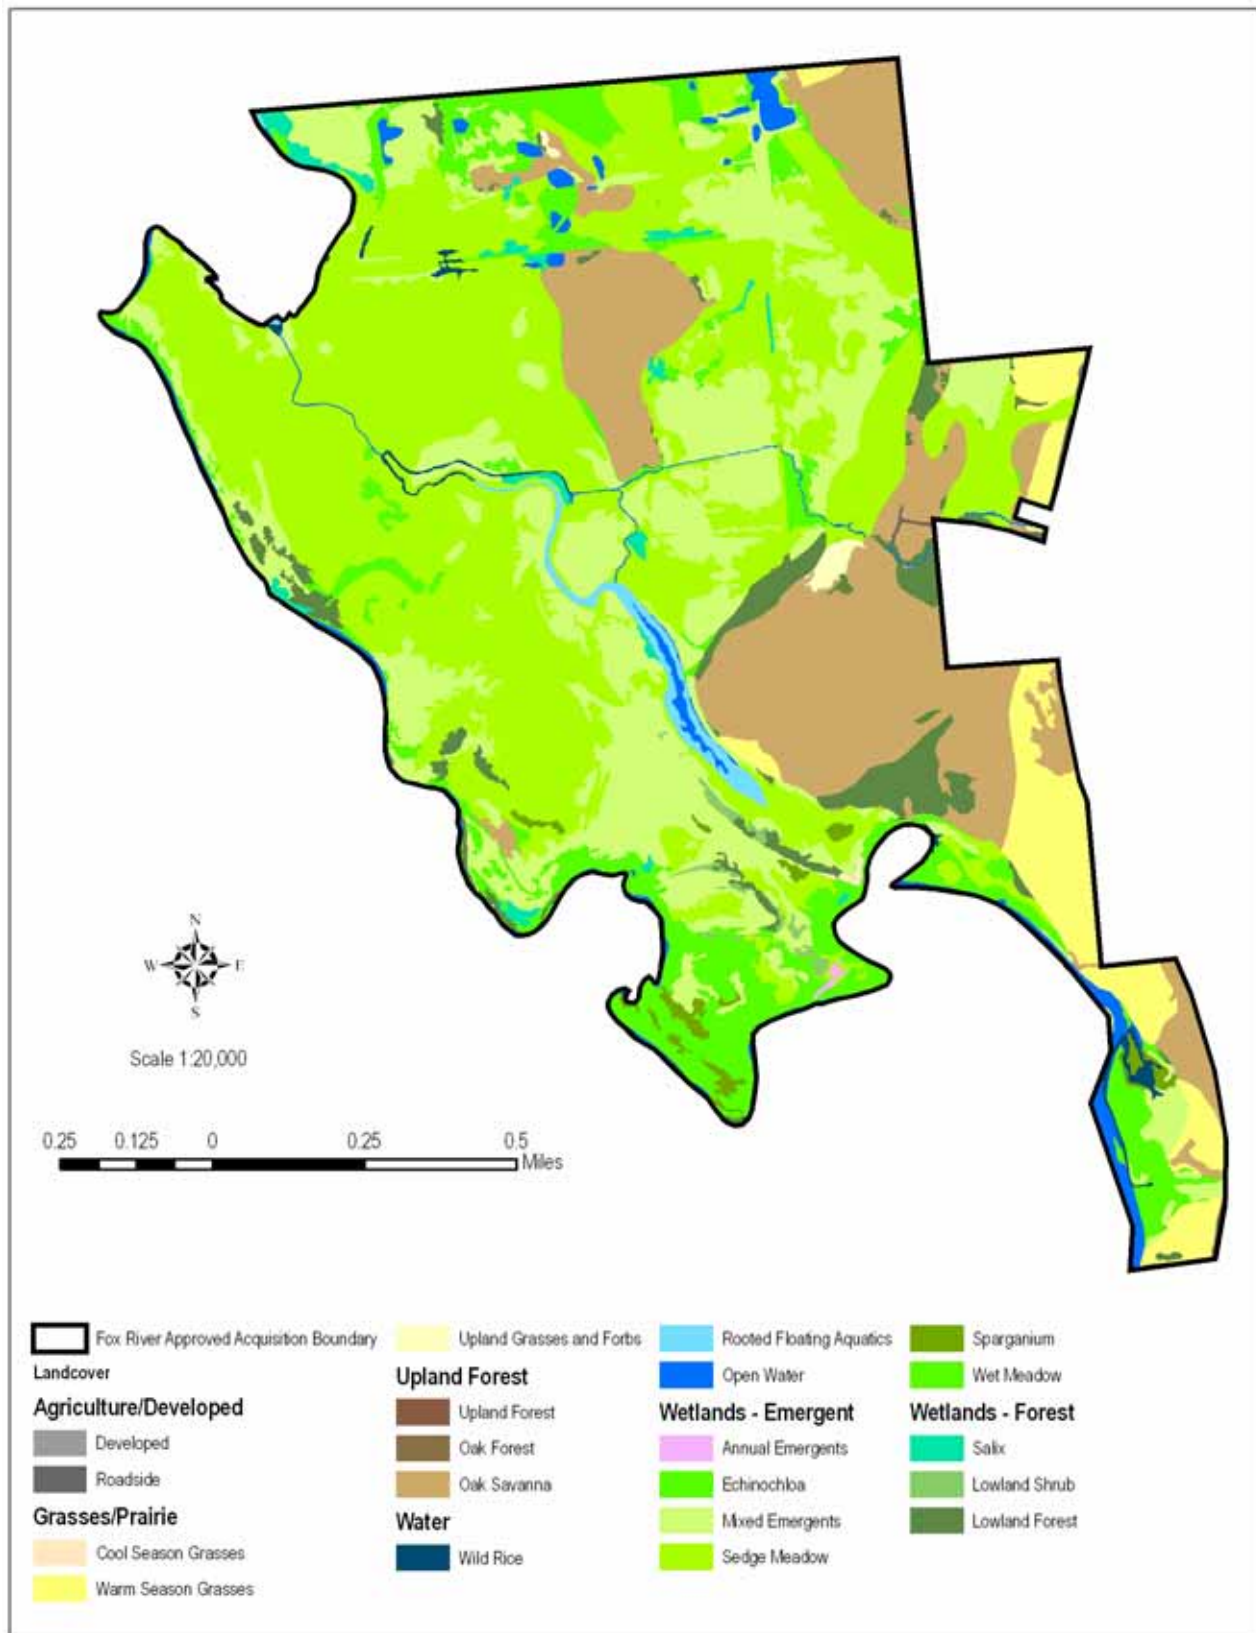 N
W E
S
Scale 1:20,000
0.25 0.125 0 0.25 0.5
Miles
Fox River Approved Acquisition Boundary
Landcover
Agriculture/Developed
Developed
Roadside
Grasses/Prairie
Cool Season Grasses
Warm Season Grasses
Upland Grasses and Forbs
Upland Forest
Upland Forest
Oak Forest
Oak Savanna
Water
Wild Rice
Rooted Floating Aquatics
Open Water
Wetlands - Emergent
Annual Emergents
Echinochloa
Mixed Emergents
Sedge Meadow
Sparganium
Wet Meadow
Wetlands - Forest
Salix
Lowland Shrub
Lowland Forest